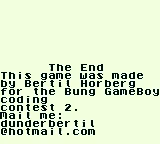 The End
This game was made
by Bertil Horberg
for the Bung GameBoy
coding
contest 2.
Mail me:
dunderbertil
@hotmail.com